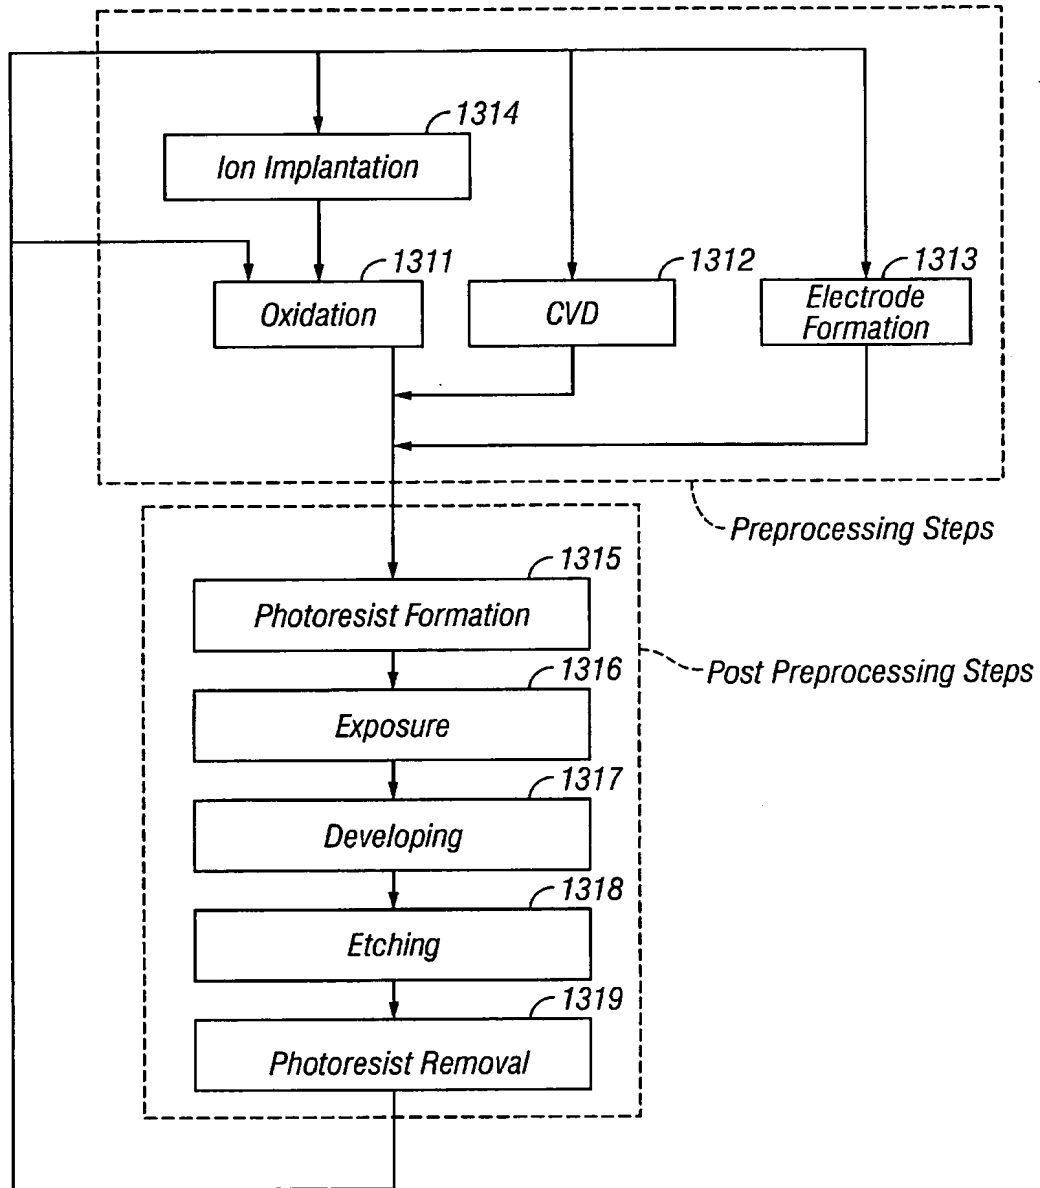 1314
Ion Implantation
1311
Oxidation
1312
CVD
1313
Electrode
Formation
Preprocessing Steps
1315
Photoresist Formation
Post Preprocessing Steps
1316
Exposure
1317
Developing
1318
Etching
1319
Photoresist Removal